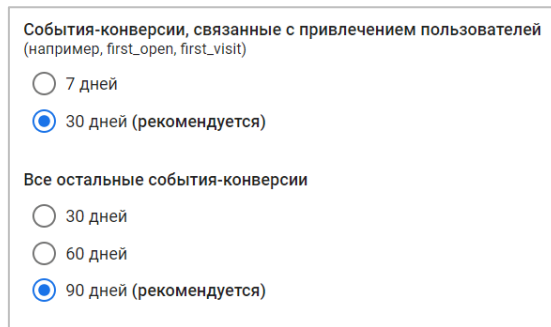 События-конверсии, связанные с привлечением пользователей
(например, first_open, first_visit)
7 дней
30 дней (рекомендуется)
Все остальные события-конверсии
30 дней
60 дней
90 дней (рекомендуется)